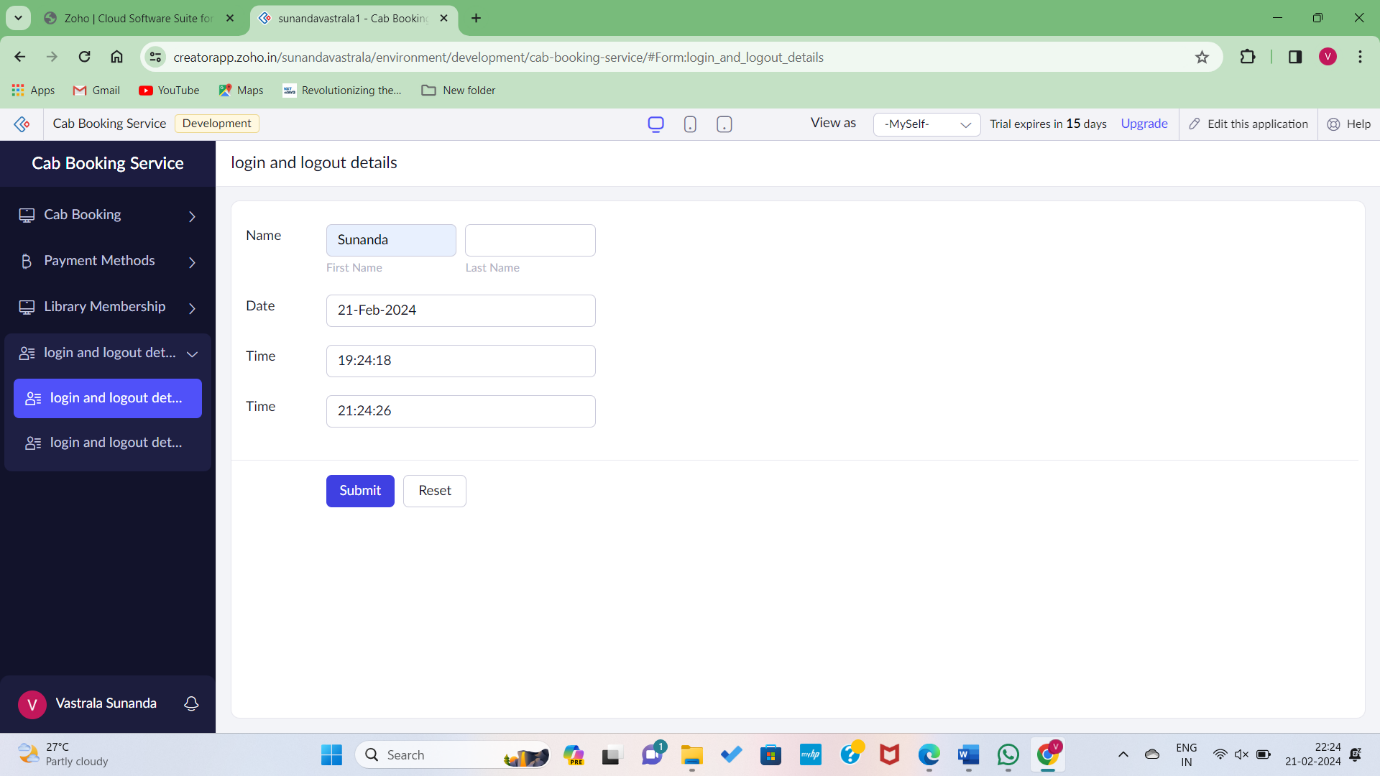 Zoho | Cloud Software Suite for
sunandavastrala1 - Cab Booking
creatorapp.zoho.in/sunandavastrala/environment/development/cab-booking-service/#Form:login_and_logout_details
V
Apps
Gmail
YouTube
Maps
Revolutionizing the...
New folder
Cab Booking Service
Development
View as
-MySelf-
Trial expires in 15 days
Upgrade
Edit this application
Help
Cab Booking Service
login and logout details
Cab Booking
Payment Methods
Library Membership
login and logout det...
login and logout det...
login and logout det...
Name
Sunanda
First Name
Last Name
Date
21-Feb-2024
Time
19:24:18
Time
21:24:26
Submit
Reset
V
Vastrala Sunanda
27°C
Partly cloudy
Search
PRE
1
myhp
W
V
ENG
IN
22:24
21-02-2024